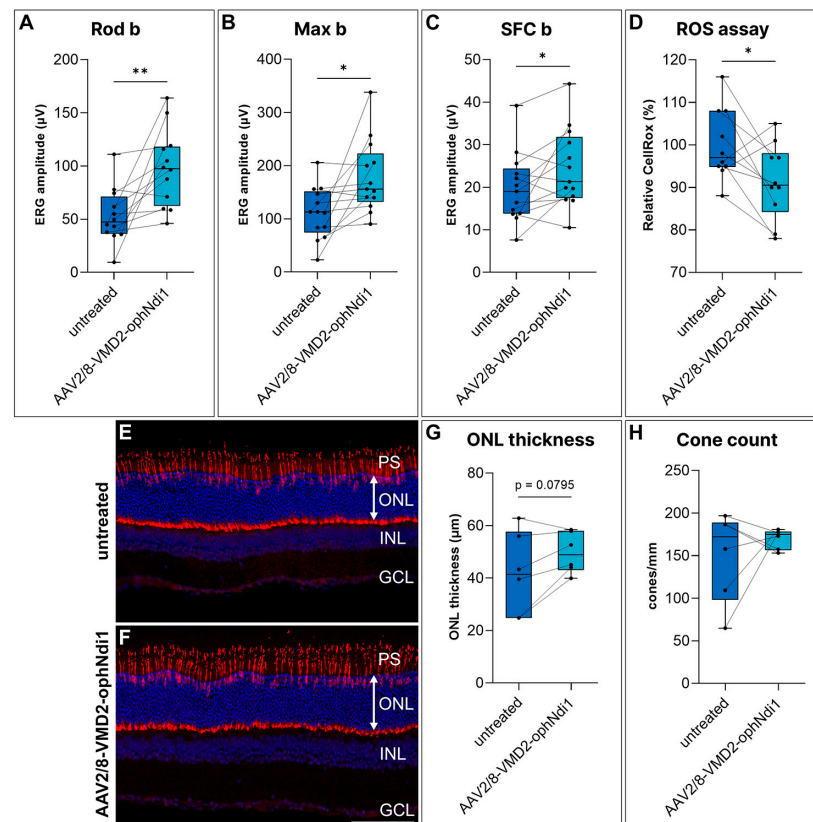 A
Rod b
ERG amplitude (µV)
200
150
100
50
0
**
untreated
AAV2/8-VMD2-ophNdi1
B
Max b
ERG amplitude (µV)
400
300
200
100
0
*
untreated
AAV2/8-VMD2-ophNdi1
C
SFC b
ERG amplitude (µV)
50
40
30
20
10
0
*
untreated
AAV2/8-VMD2-ophNdi1
D
ROS assay
Relative CellRox (%)
120
110
100
90
80
70
*
untreated
AAV2/8-VMD2-ophNdi1
E
untreated
PS
ONL
INL
GCL
F
AAV2/8-VMD2-ophNdi1
PS
ONL
INL
GCL
G
ONL thickness
ONL thickness (µm)
80
60
40
20
0
p = 0.0795
untreated
AAV2/8-VMD2-ophNdi1
H
Cone count
cones/mm
250
200
150
100
50
0
untreated
AAV2/8-VMD2-ophNdi1